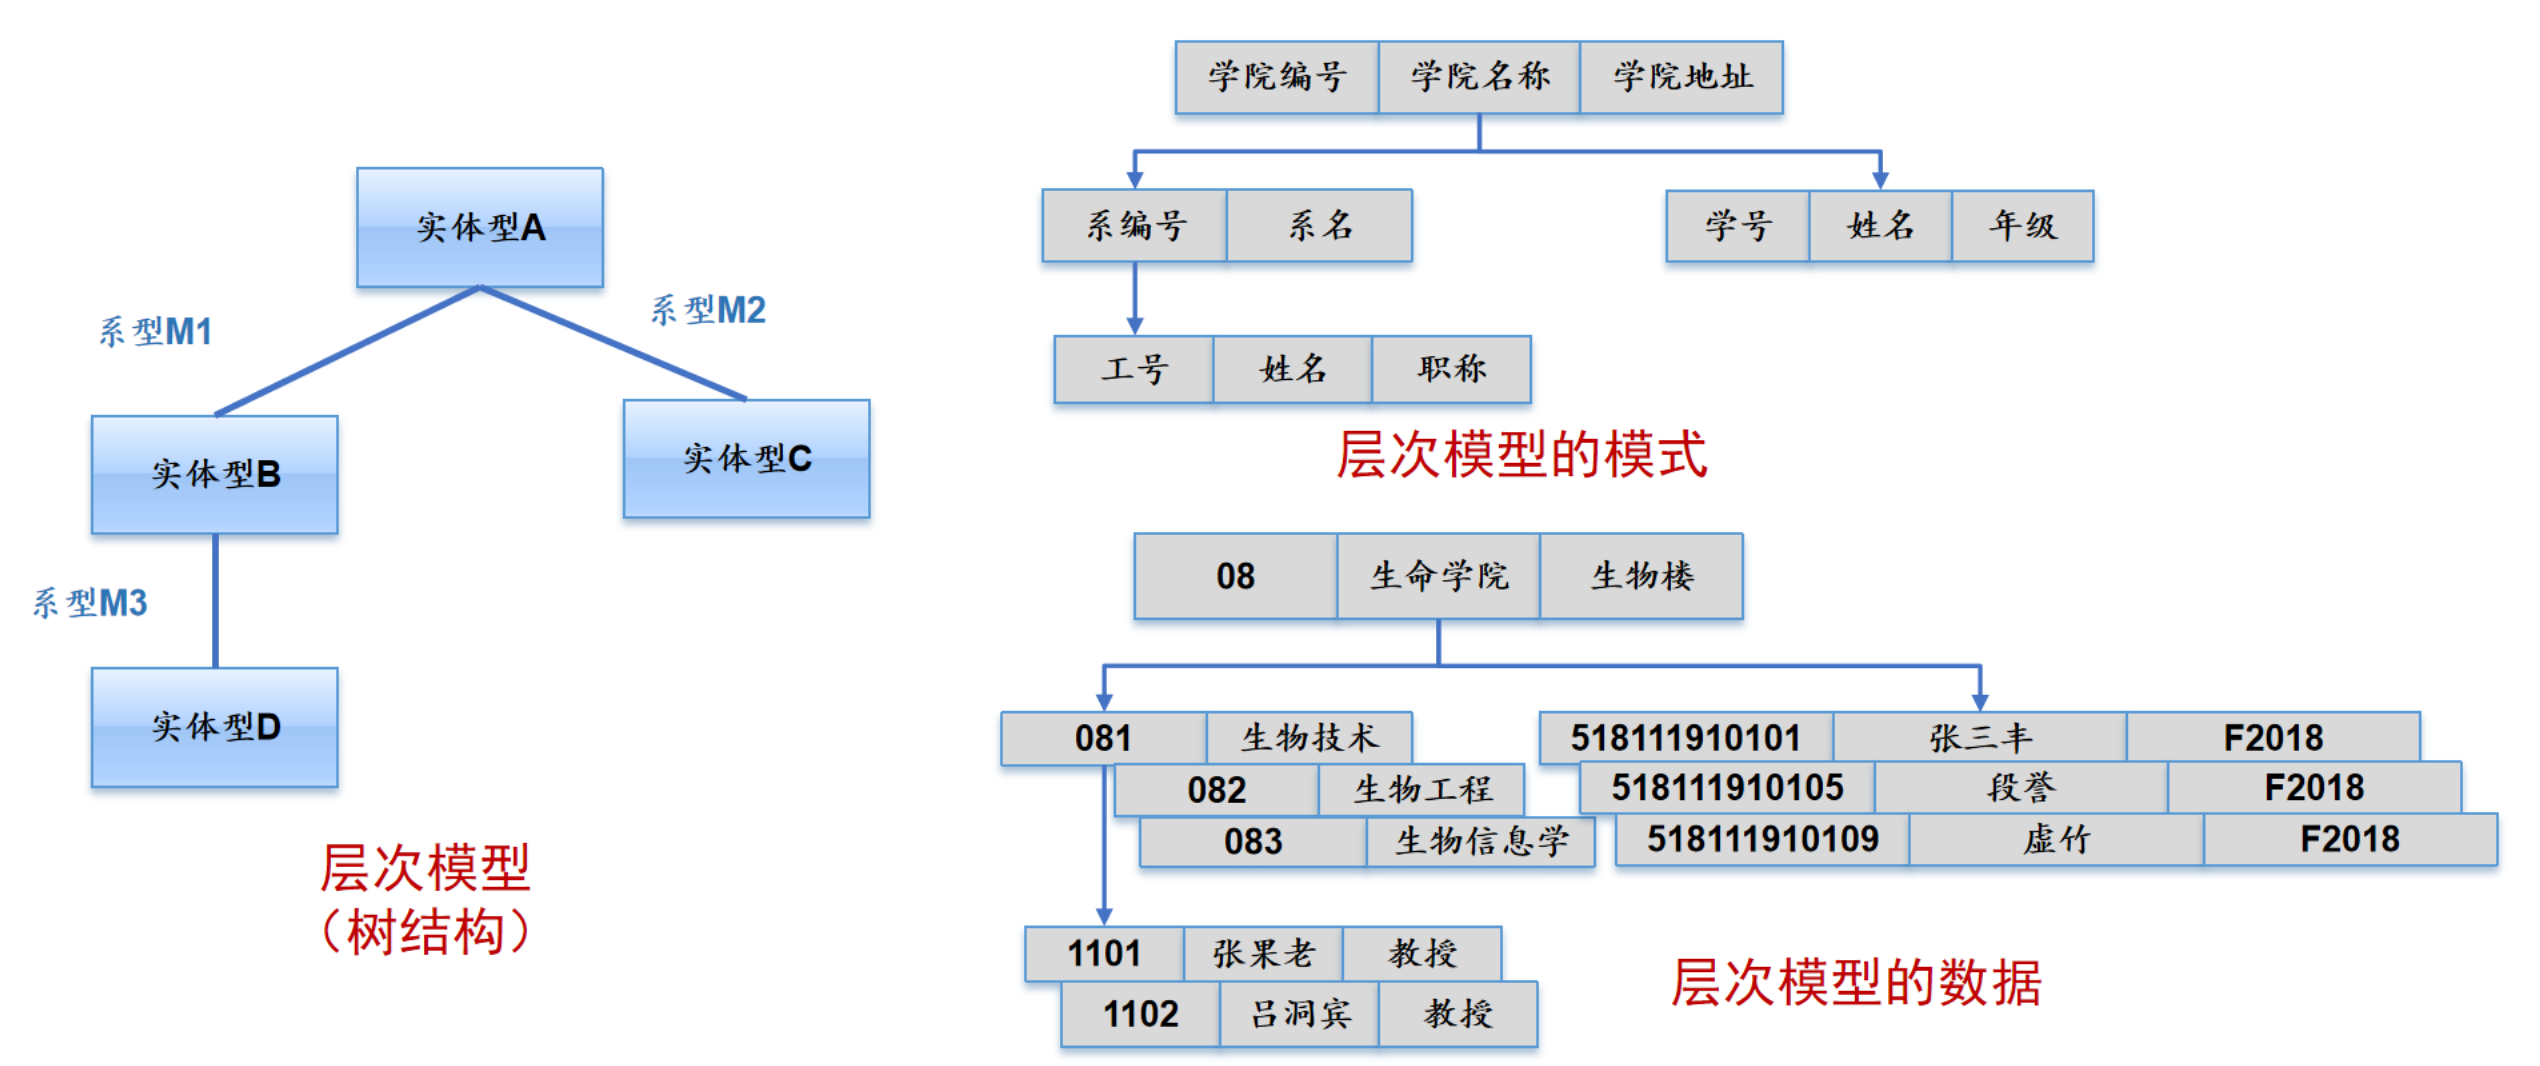 实体型A
系型M1
系型M2
实体型B
实体型C
系型M3
实体型D
层次模型
（树结构）
学院编号 学院名称 学院地址
系编号 系名
学号 姓名 年级
工号 姓名 职称
层次模型的模式
08 生命学院 生物楼
081 生物技术
082 生物工程
083 生物信息学
518111910101 张三丰 F2018
518111910105 段誉 F2018
518111910109 虚竹 F2018
1101 张果老 教授
1102 吕洞宾 教授
层次模型的数据